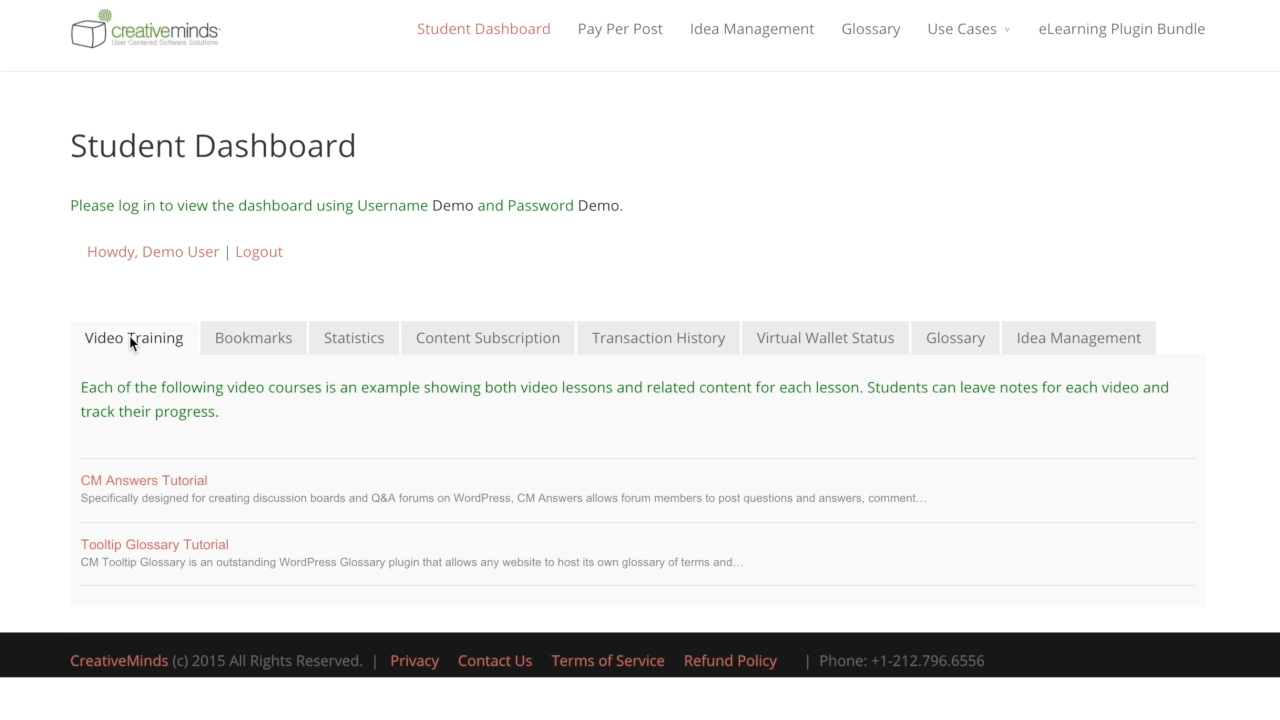 creativeminds
User Centered Software Solutions
Student Dashboard Pay Per Post Idea Management Glossary Use Cases v eLearning Plugin Bundle
Student Dashboard
Please log in to view the dashboard using Username Demo and Password Demo.
Howdy, Demo User | Logout
Video Training Bookmarks Statistics Content Subscription Transaction History Virtual Wallet Status Glossary Idea Management
Each of the following video courses is an example showing both video lessons and related content for each lesson. Students can leave notes for each video and
track their progress.
CM Answers Tutorial
Specifically designed for creating discussion boards and Q&A forums on WordPress, CM Answers allows forum members to post questions and answers, comment…
Tooltip Glossary Tutorial
CM Tooltip Glossary is an outstanding WordPress Glossary plugin that allows any website to host its own glossary of terms and…
CreativeMinds (c) 2015 All Rights Reserved. | Privacy Contact Us Terms of Service Refund Policy | Phone: +1-212.796.6556